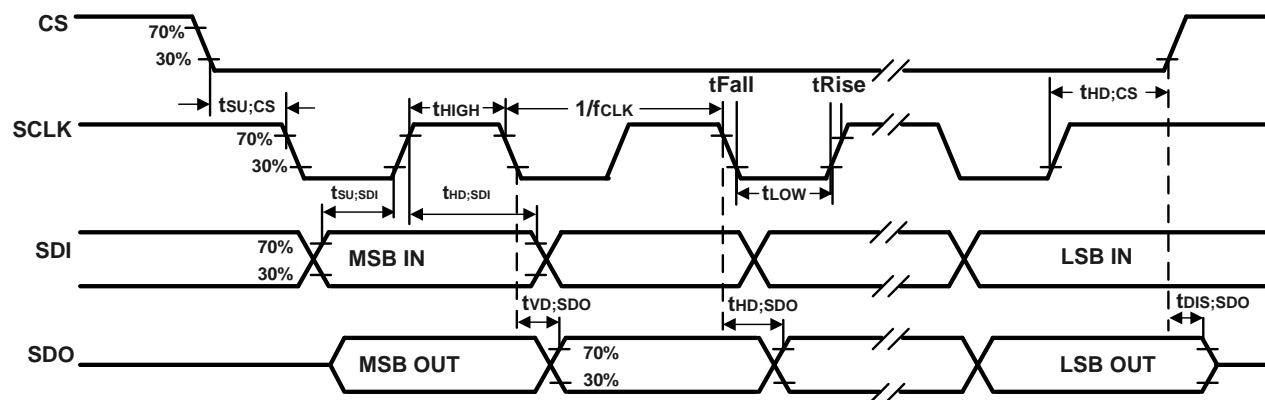 CS
70%
30%
tSU;CS
tHIGH
1/fCLK
tFall
tRise
tHD;CS
SCLK
70%
30%
tSU;SDI
tHD;SDI
tLOW
SDI
70%
30%
MSB IN
LSB IN
tVD;SDO
tHD;SDO
tDIS;SDO
SDO
MSB OUT
70%
30%
LSB OUT